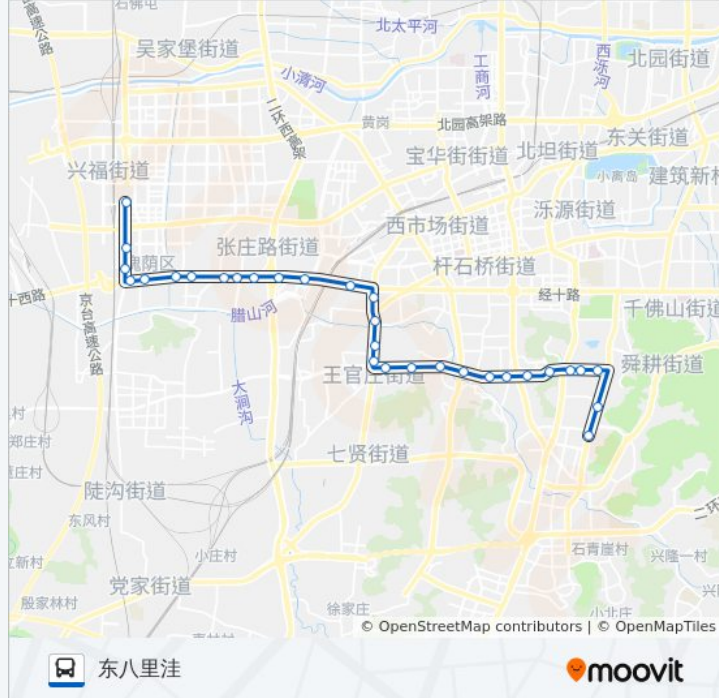 石佛屯
北太平河
吴家堡街道
工商河
西泺河
北园街道
小清河
二环西高架
黄岗
北园高架路
东关街道
宝华街街道
北坦街道
兴福街道
小离岛
建筑新村
泺源街道
西市场街道
张庄路街道
槐荫区
杆石桥街道
十西路
经十路
千佛山街道
京台高速公路
腊山河
舜耕街道
王官庄街道
大涧沟
郑庄村
七贤街道
陡沟街道
东风村
二环
石青崖村
小庄村
兴隆一村
立新村
党家街道
殷家林村
徐家庄
小北庄
© OpenStreetMap contributors | © OpenMapTiles
东八里洼
moovit